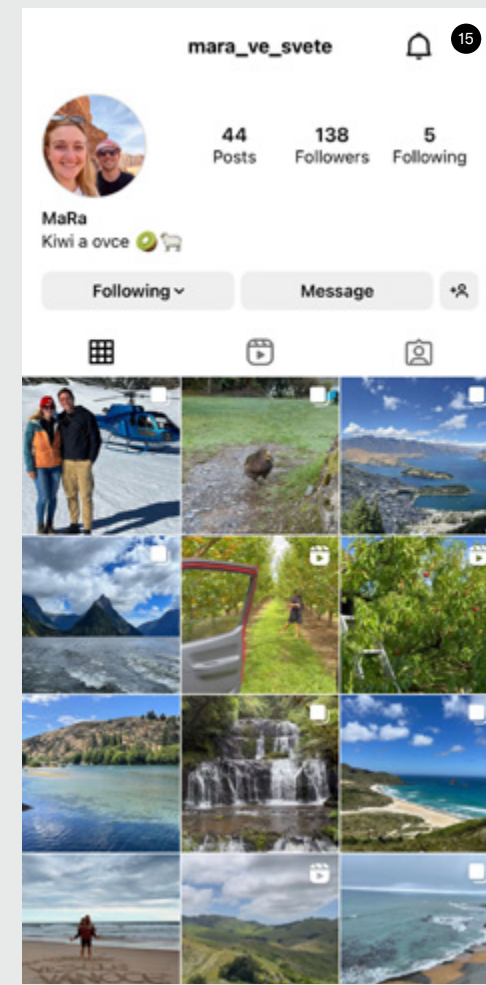 mara_ve_svete
15
44 138 5
Posts Followers Following
MaRa
Kiwi a ovce 🥝🐑
Following Message